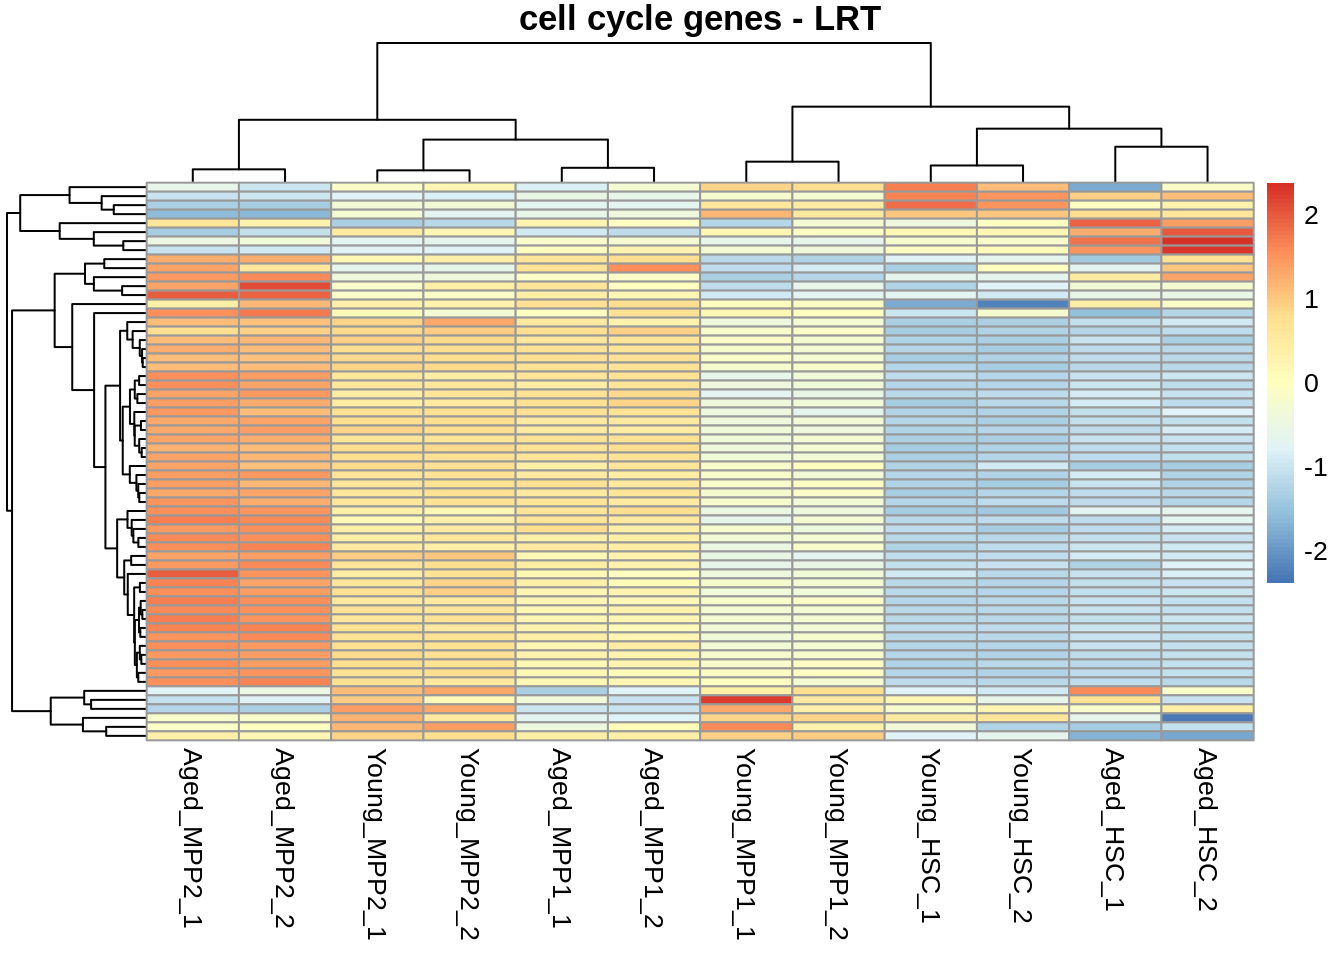 cell cycle genes - LRT
2
1
0
-1
-2
Aged_MPP2_1
Aged_MPP2_2
Young_MPP2_1
Young_MPP2_2
Aged_MPP1_1
Aged_MPP1_2
Young_MPP1_1
Young_MPP1_2
Young_HSC_1
Young_HSC_2
Aged_HSC_1
Aged_HSC_2